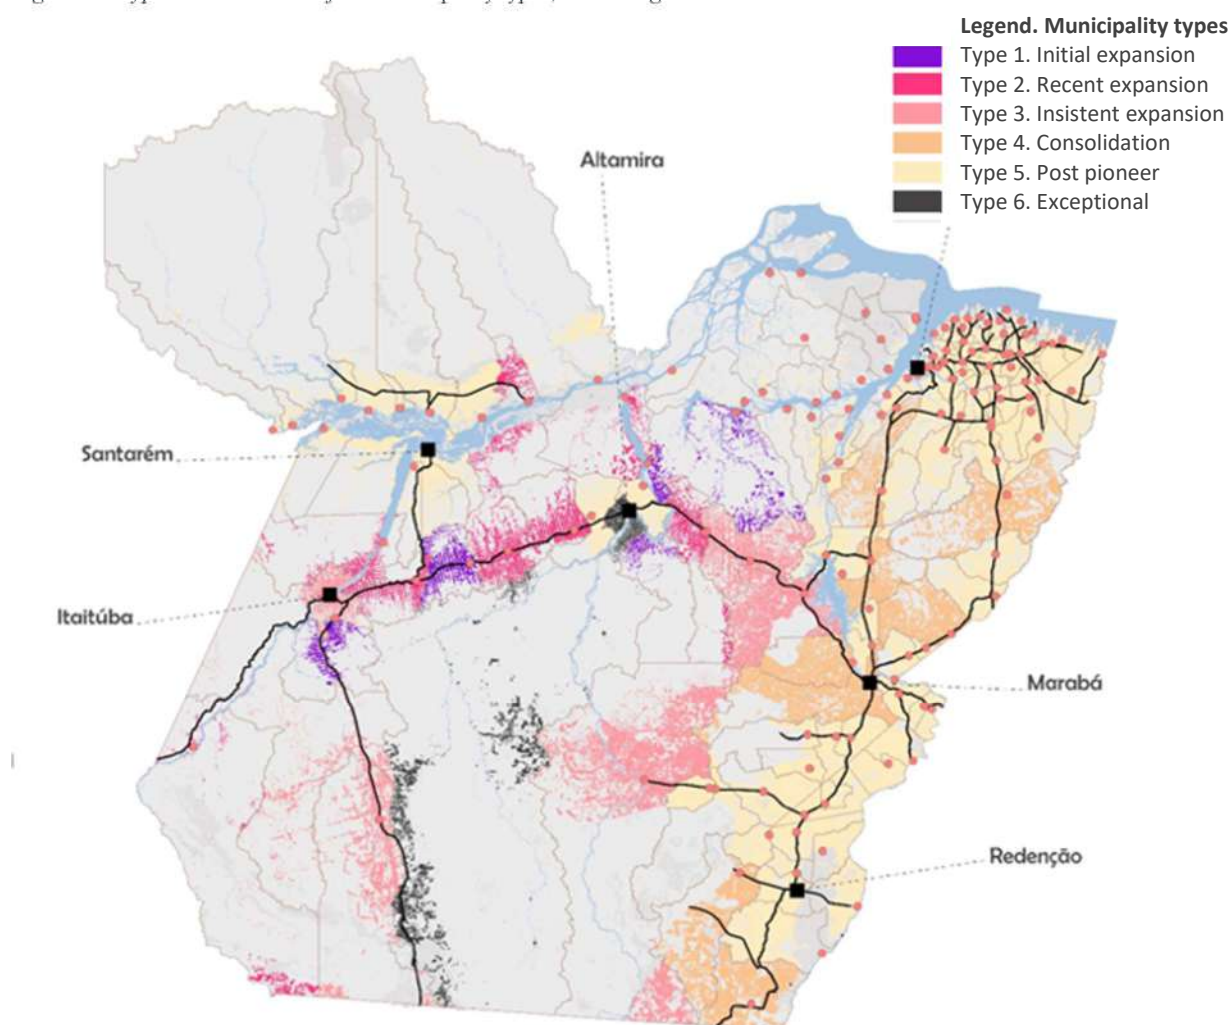 Legend. Municipality types
Type 1. Initial expansion
Type 2. Recent expansion
Type 3. Insistent expansion
Type 4. Consolidation
Type 5. Post pioneer
Type 6. Exceptional
Altamira
Santarém
Itaitúba
Marabá
Redenção